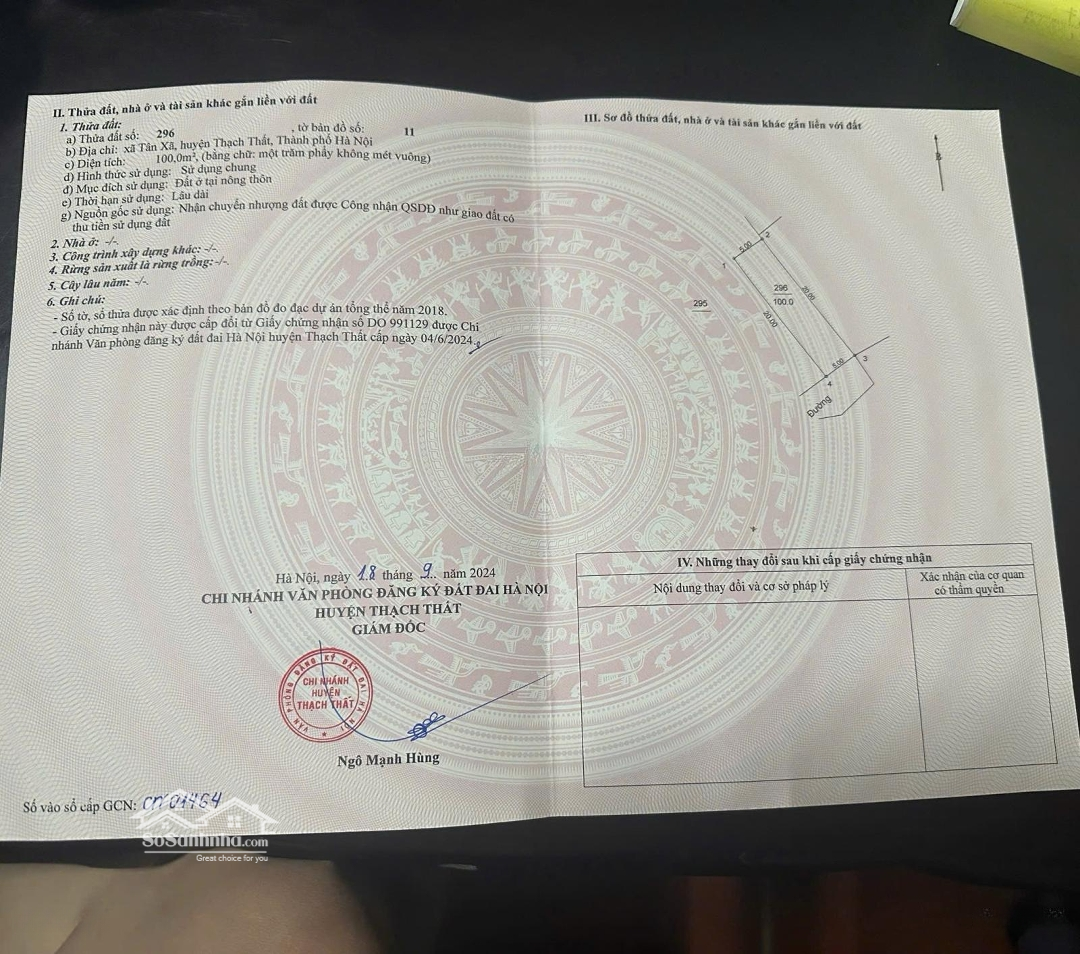 II. Thửa đất, nhà ở và tài sản khác gắn liền với đất
1. Thửa đất:
a) Thửa đất số: 296 , tờ bản đồ số: 11
b) Địa chỉ: xã Tân Xã, huyện Thạch Thất, Thành phố Hà Nội
c) Diện tích: 100,0m², (bằng chữ: một trăm phẩy không mét vuông)
d) Hình thức sử dụng: Sử dụng chung
đ) Mục đích sử dụng: Đất ở tại nông thôn
e) Thời hạn sử dụng: Lâu dài
g) Nguồn gốc sử dụng: Nhận chuyển nhượng đất được Công nhận QSDĐ như giao đất có
thu tiền sử dụng đất
2. Nhà ở: -/-.
3. Công trình xây dựng khác: -/-.
4. Rừng sản xuất là rừng trồng: -/-.
5. Cây lâu năm: -/-.
6. Ghi chú:
- Số tờ, số thửa được xác định theo bản đồ đo đạc dự án tổng thể năm 2018.
- Giấy chứng nhận này được cấp đổi từ Giấy chứng nhận số DO 991129 được Chi
nhánh Văn phòng đăng ký đất đai Hà Nội huyện Thạch Thất cấp ngày 04/6/2024.
Hà Nội, ngày 18 tháng 9 năm 2024
CHI NHÁNH VĂN PHÒNG ĐĂNG KÝ ĐẤT ĐAI HÀ NỘI
HUYỆN THẠCH THẤT
GIÁM ĐỐC
VĂN PHÒNG ĐĂNG KÝ ĐẤT ĐAI HÀ NỘI
CHI NHÁNH
HUYỆN
THẠCH THẤT
Ngô Mạnh Hùng
Số vào sổ cấp GCN:
SoSanhnha.com
Great choice for you
III. Sơ đồ thửa đất, nhà ở và tài sản khác gắn liền với đất
B
2
5.00
1
296
100.0
20.00
295
20.00
5.00
3
4
Đường
IV. Những thay đổi sau khi cấp giấy chứng nhận
Nội dung thay đổi và cơ sở pháp lý
Xác nhận của cơ quan
có thẩm quyền